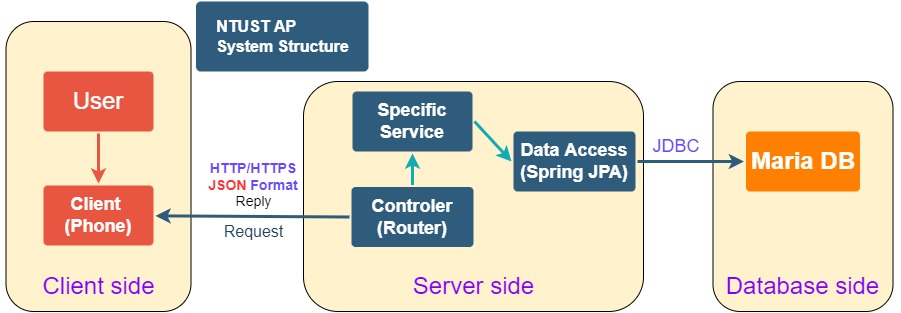 NTUST AP
System Structure
User
Client
(Phone)
Client side
HTTP/HTTPS
JSON Format
Reply
Request
Specific
Service
Controler
(Router)
Data Access
(Spring JPA)
Server side
JDBC
Maria DB
Database side